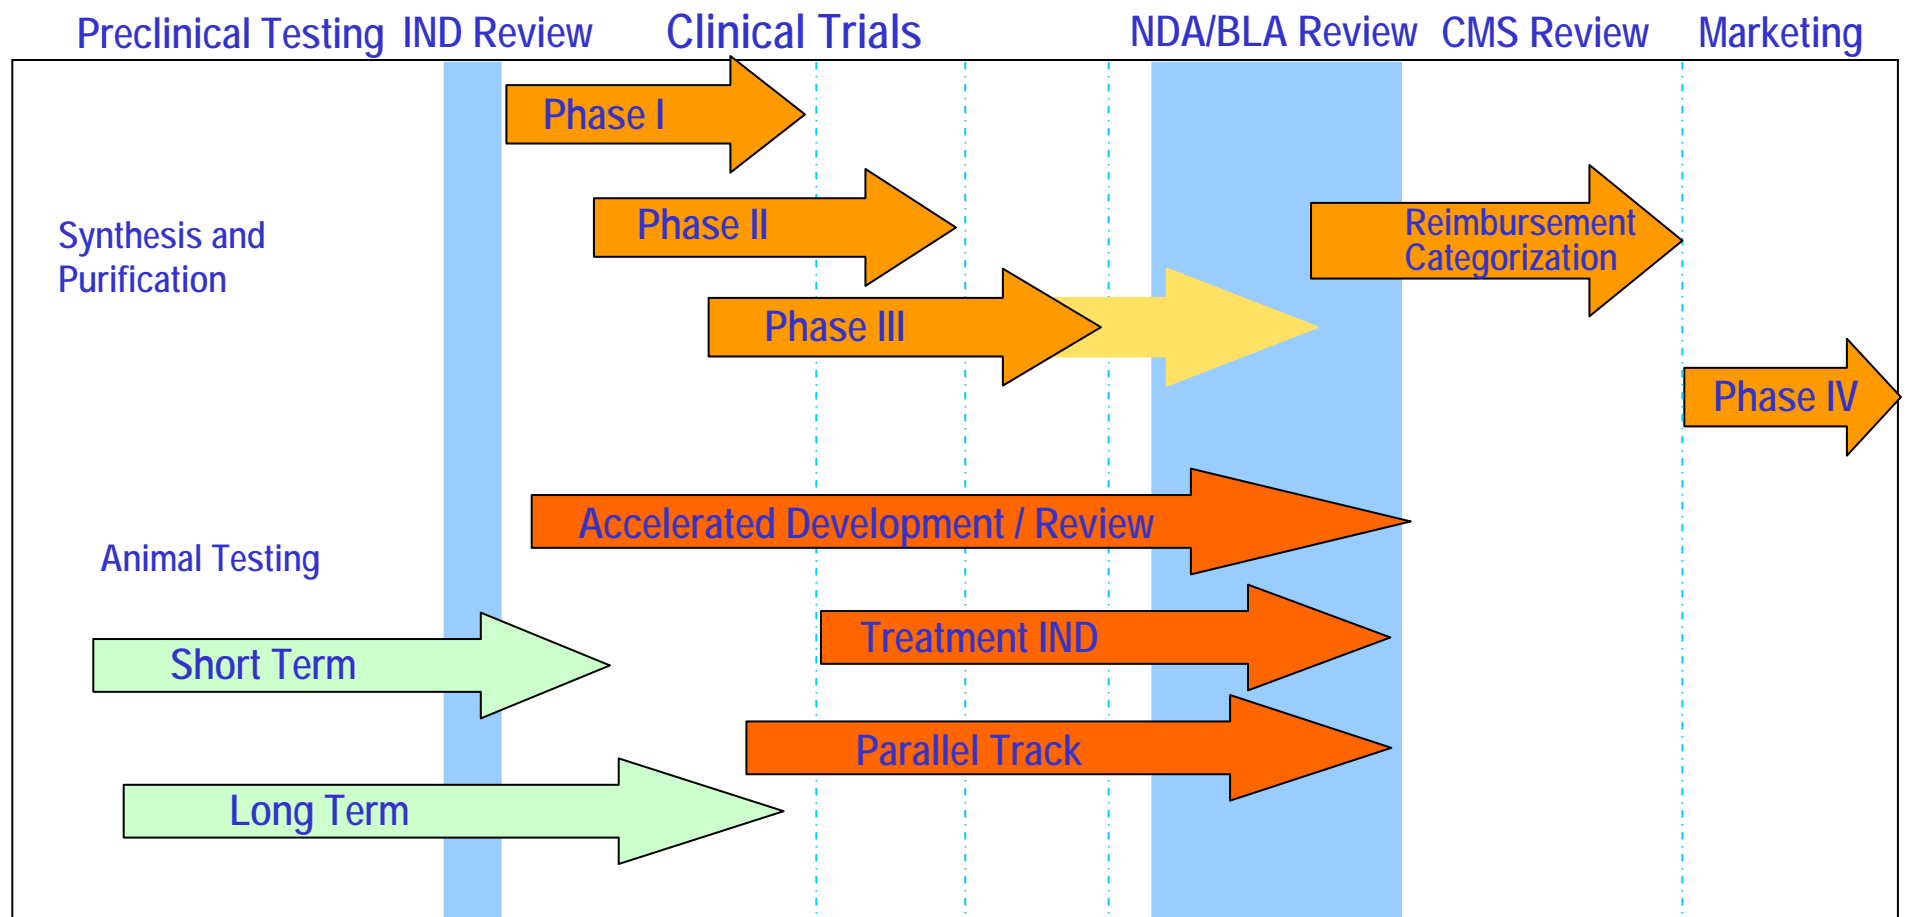 Preclinical Testing
IND Review
Clinical Trials
NDA/BLA Review
CMS Review
Marketing
Phase I
Phase II
Synthesis and
Purification
Reimbursement
Categorization
Phase III
Phase IV
Accelerated Development / Review
Animal Testing
Treatment IND
Short Term
Parallel Track
Long Term